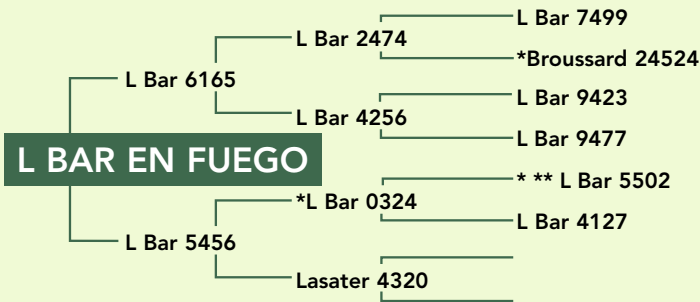 L Bar 7499
L Bar 2474
*Broussard 24524
L Bar 6165
L Bar 9423
L Bar 4256
L Bar 9477
L BAR EN FUEGO
* ** L Bar 5502
*L Bar 0324
L Bar 4127
L Bar 5456
Lasater 4320